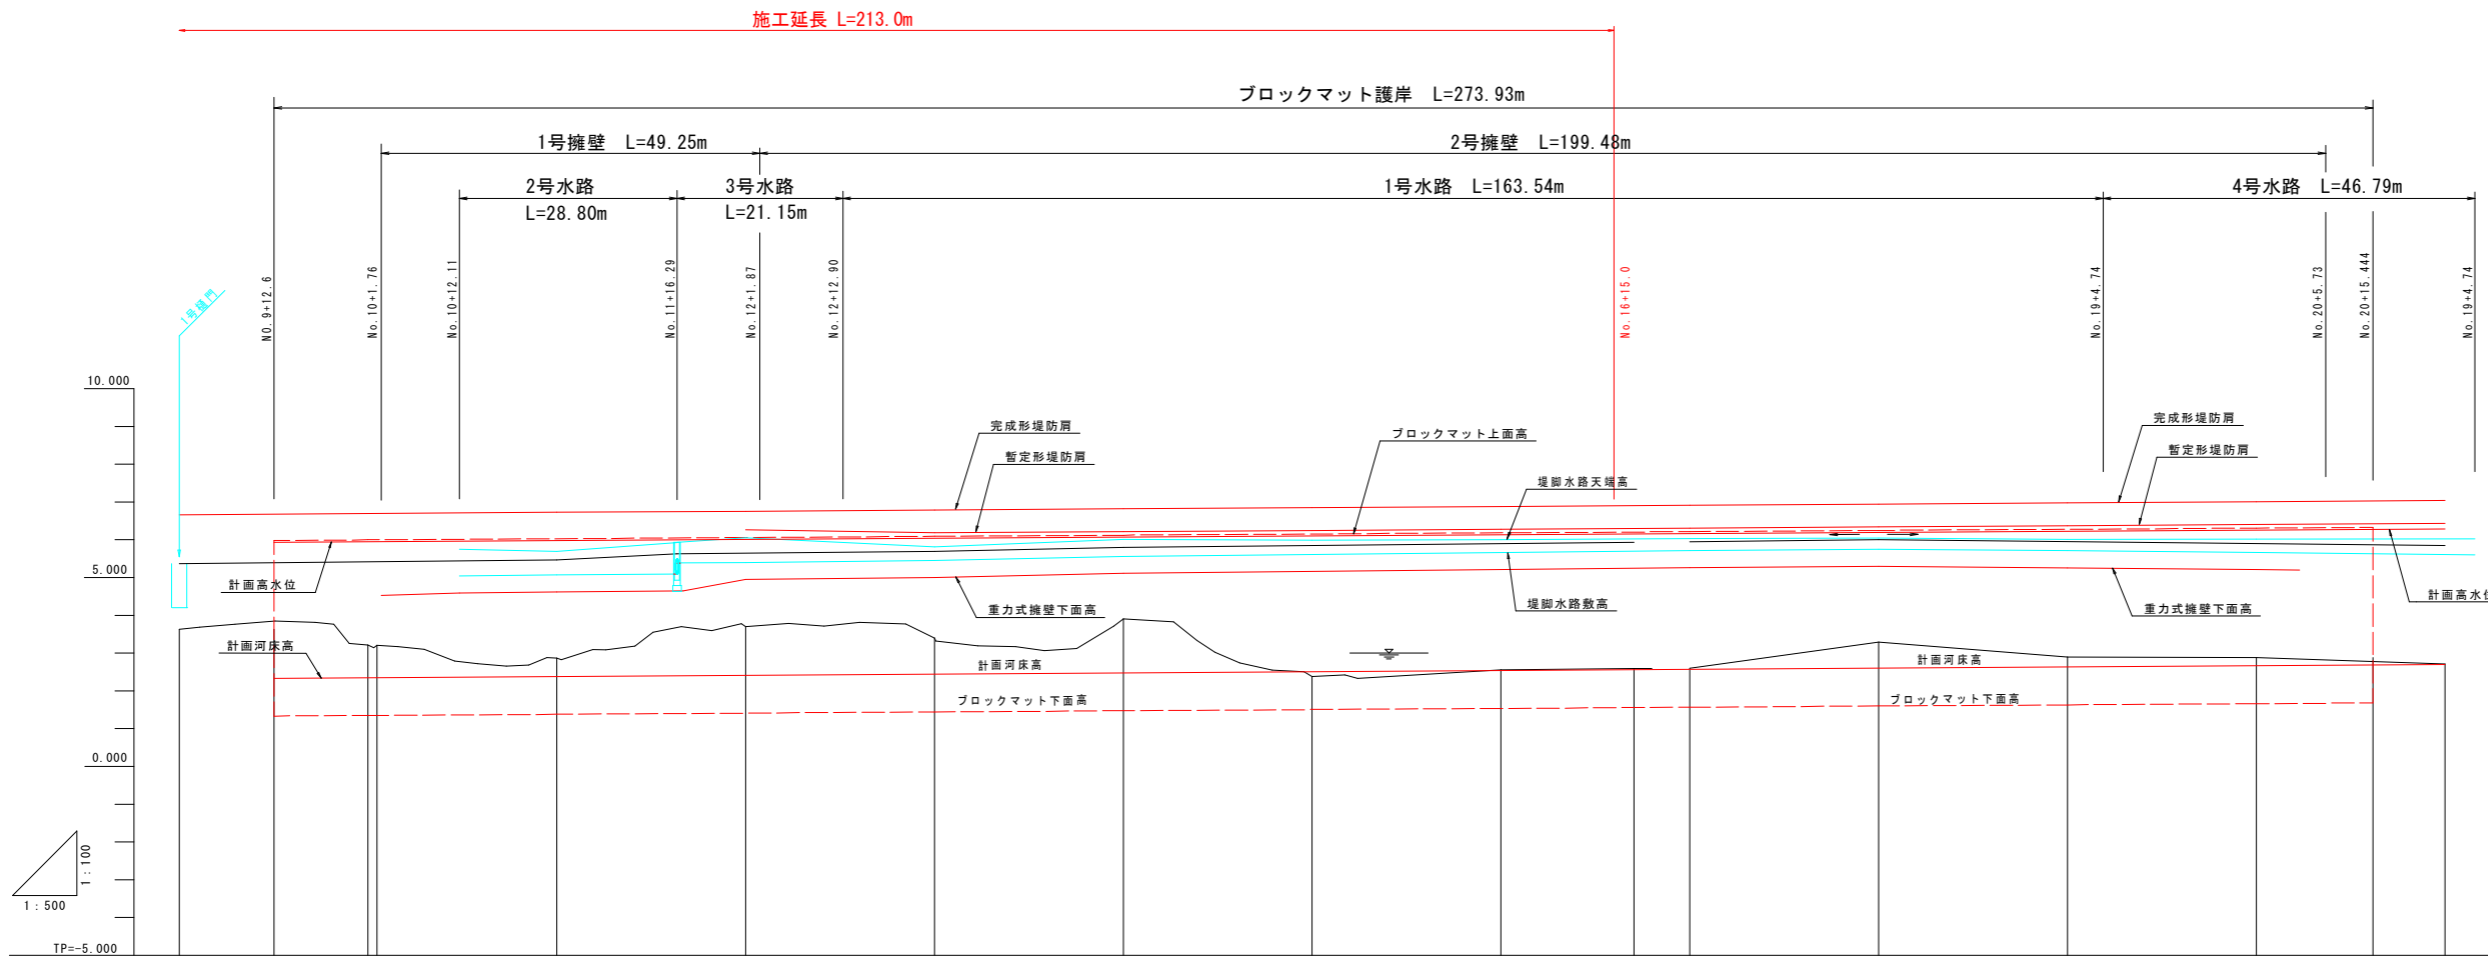 施工延長 L=213.0m
ブロックマット護岸 L=273.93m
1号擁壁 L=49.25m
2号擁壁 L=199.48m
2号水路
L=28.80m
3号水路
L=21.15m
1号水路 L=163.54m
4号水路 L=46.79m
1号樋門
NO.9+12.6
No.10+1.76
No.10+12.11
No.11+16.29
No.12+1.87
No.12+12.90
No.16+15.0
No.19+4.74
No.20+5.73
No.20+15.444
No.19+4.74
10.000
完成形堤防肩
暫定形堤防肩
ブロックマット上面高
堤脚水路天端高
完成形堤防肩
暫定形堤防肩
5.000
計画高水位
重力式擁壁下面高
堤脚水路敷高
重力式擁壁下面高
計画高水位
計画河床高
計画河床高
計画河床高
ブロックマット下面高
ブロックマット下面高
0.000
1:100
1:500
TP=-5.000